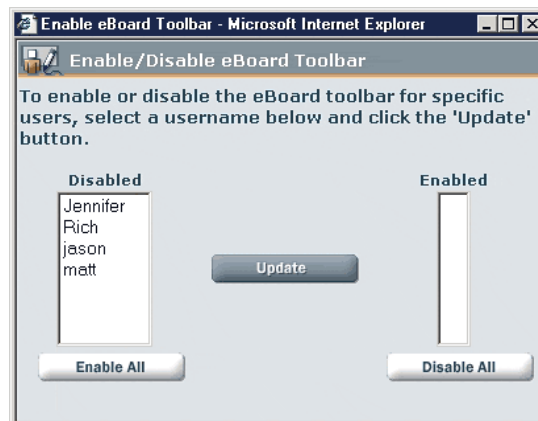 Enable eBoard Toolbar - Microsoft Internet Explorer
Enable/Disable eBoard Toolbar
To enable or disable the eBoard toolbar for specific
users, select a username below and click the 'Update'
button.
Disabled
Enabled
Jennifer
Rich
jason
matt
Update
Enable All
Disable All